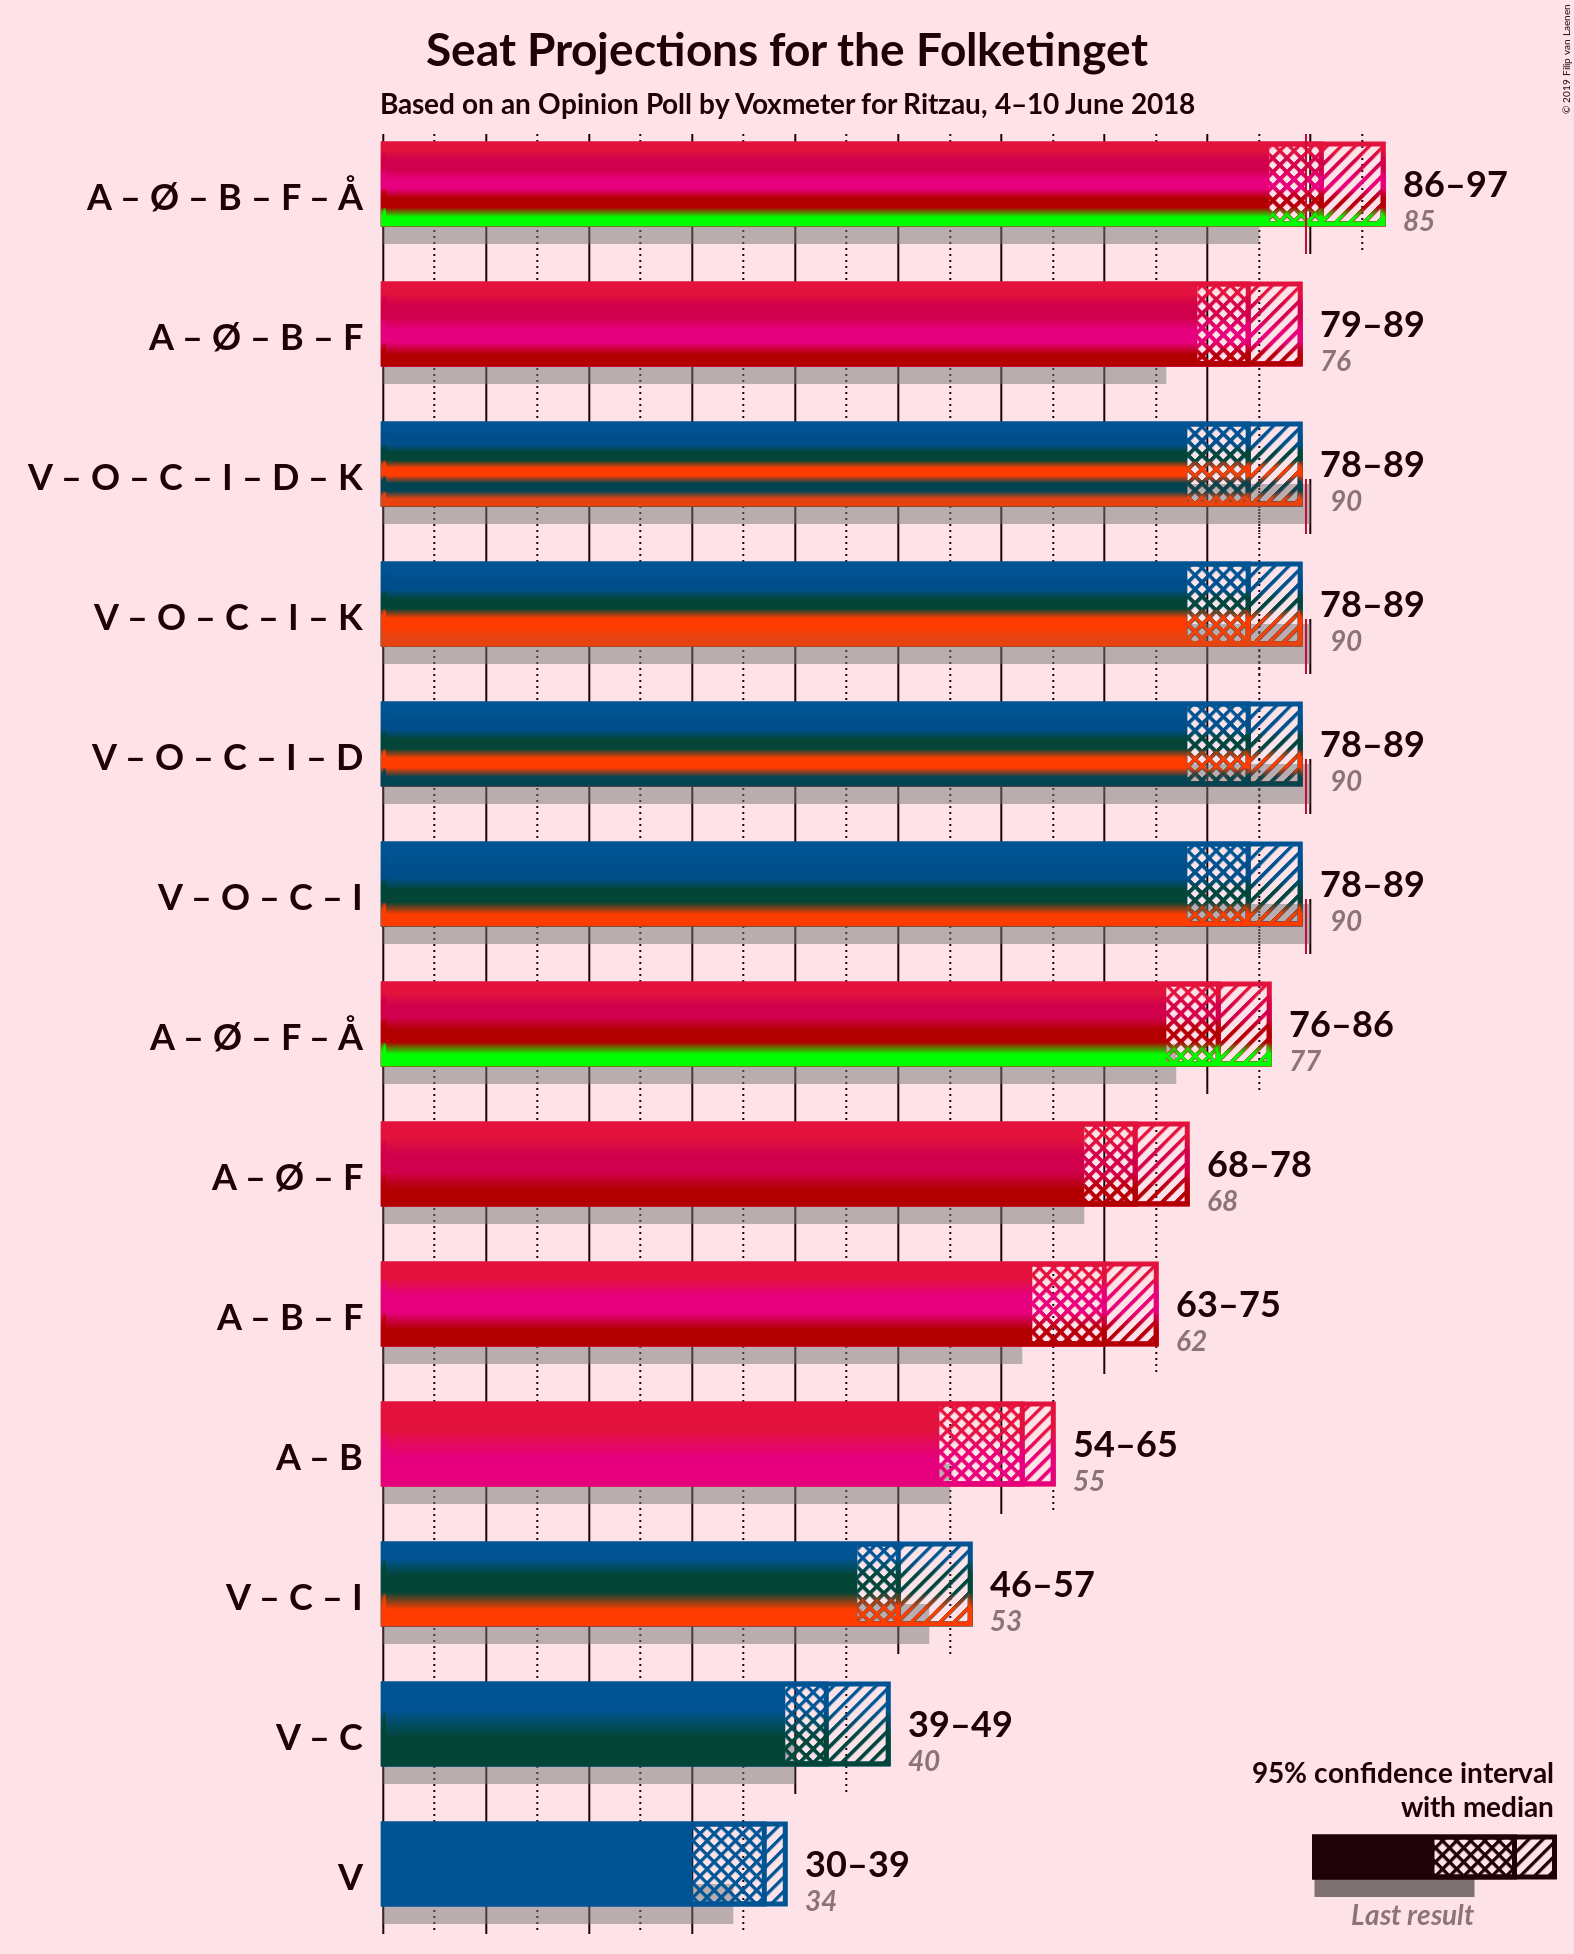 Seat Projections for the Folketinget
Based on an Opinion Poll by Voxmeter for Ritzau, 4–10 June 2018
© 2019 Filip van Laenen
A – Ø – B – F – Å
86–97
85
A – Ø – B – F
79–89
76
V – O – C – I – D – K
78–89
90
V – O – C – I – K
78–89
90
V – O – C – I – D
78–89
90
V – O – C – I
78–89
90
A – Ø – F – Å
76–86
77
A – Ø – F
68–78
68
A – B – F
63–75
62
A – B
54–65
55
V – C – I
46–57
53
V – C
39–49
40
V
30–39
34
95% confidence interval
with median
Last result